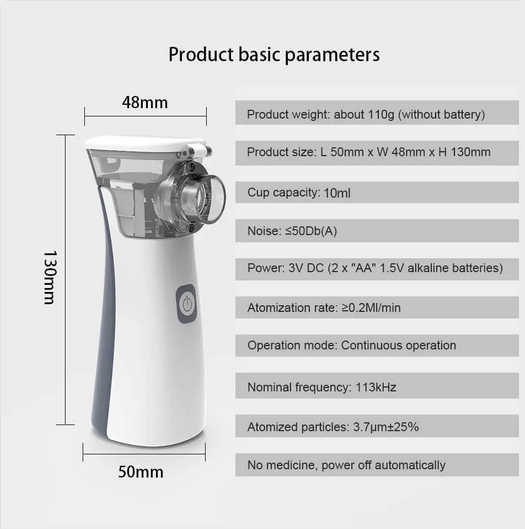 Product basic parameters
48mm
130mm
50mm
Product weight: about 110g (without battery)
Product size: L 50mm x W 48mm x H 130mm
Cup capacity: 10ml
Noise: ≤50Db(A)
Power: 3V DC (2 x "AA" 1.5V alkaline batteries)
Atomization rate: ≥0.2Ml/min
Operation mode: Continuous operation
Nominal frequency: 113kHz
Atomized particles: 3.7μm±25%
No medicine, power off automatically